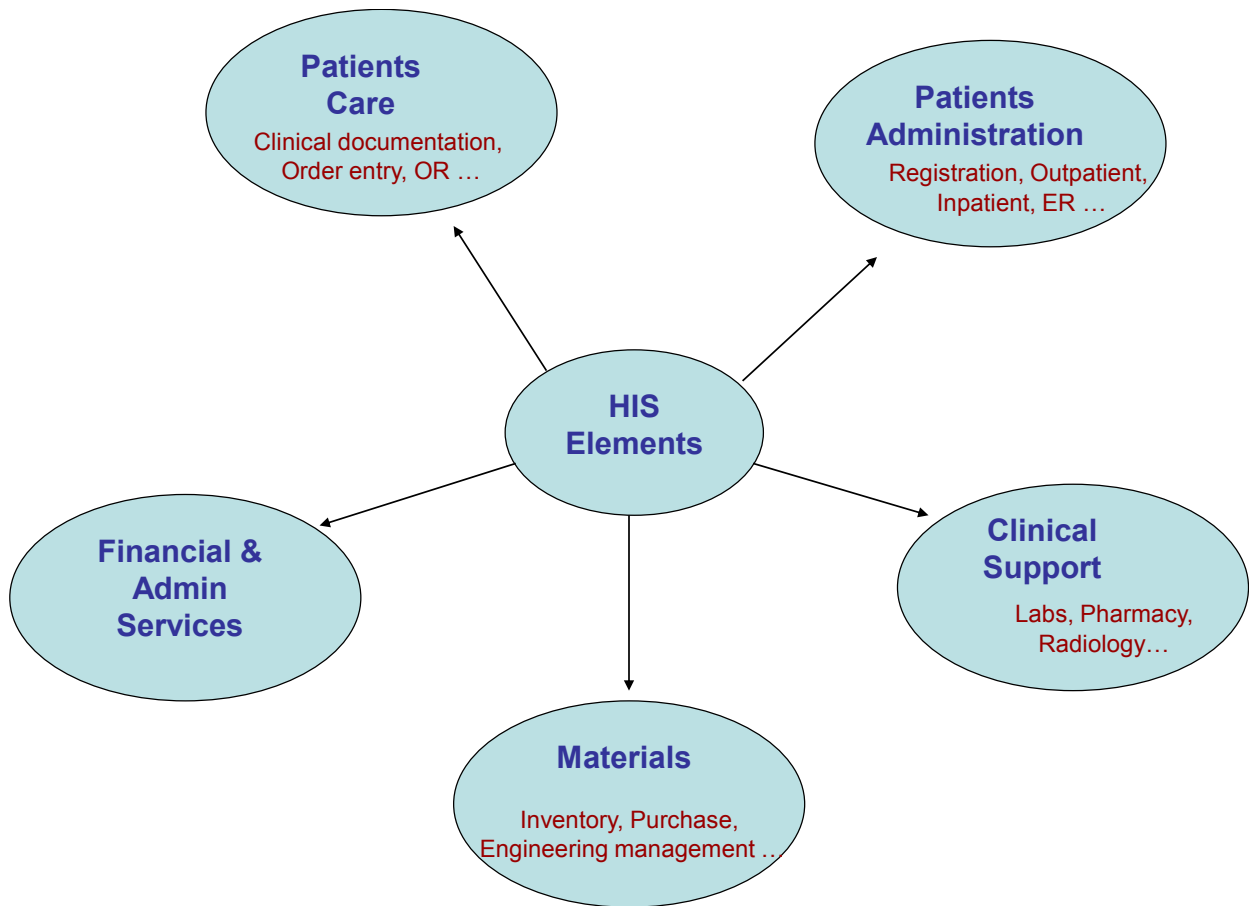 Patients
Care
Clinical documentation,
Order entry, OR …
Patients
Administration
Registration, Outpatient,
Inpatient, ER …
HIS
Elements
Financial &
Admin
Services
Clinical
Support
Labs, Pharmacy,
Radiology…
Materials
Inventory, Purchase,
Engineering management …